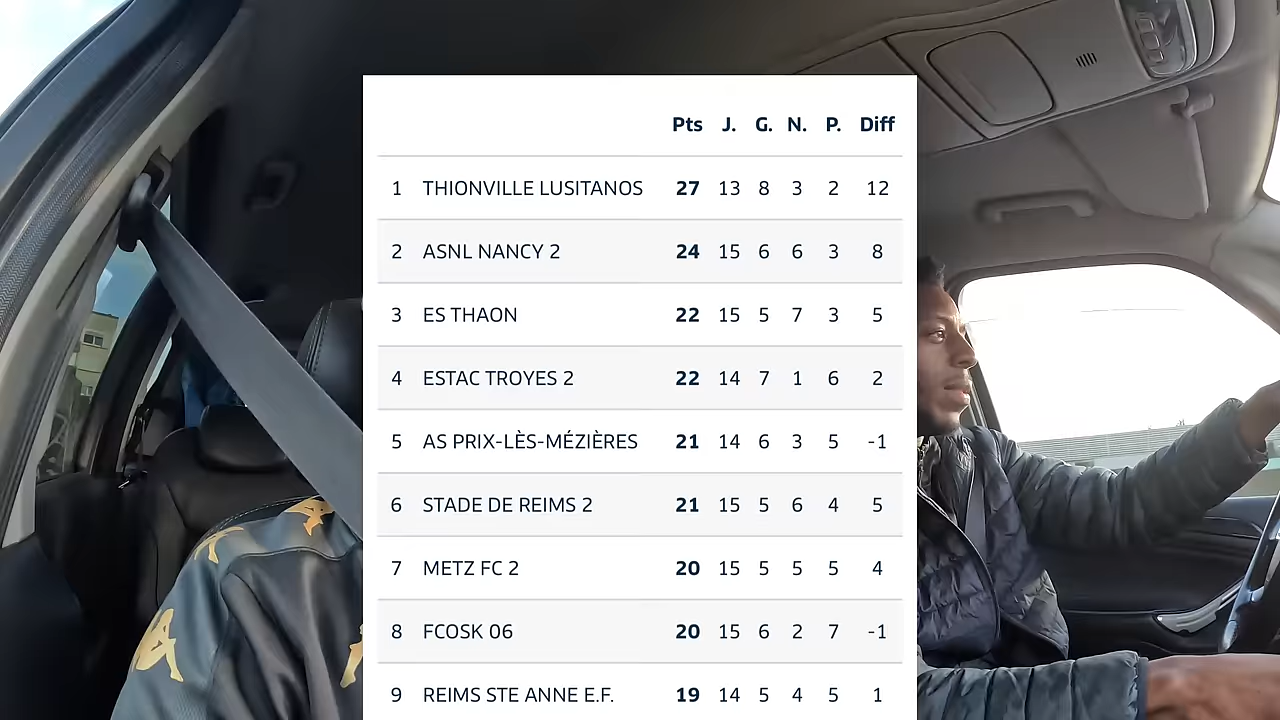 Pts J. G. N. P. Diff
1 THIONVILLE LUSITANOS 27 13 8 3 2 12
2 ASNL NANCY 2 24 15 6 6 3 8
3 ES THAON 22 15 5 7 3 5
4 ESTAC TROYES 2 22 14 7 1 6 2
5 AS PRIX-LÈS-MÉZIÈRES 21 14 6 3 5 -1
6 STADE DE REIMS 2 21 15 5 6 4 5
7 METZ FC 2 20 15 5 5 5 4
8 FCOSK 06 20 15 6 2 7 -1
9 REIMS STE ANNE E.F. 19 14 5 4 5 1